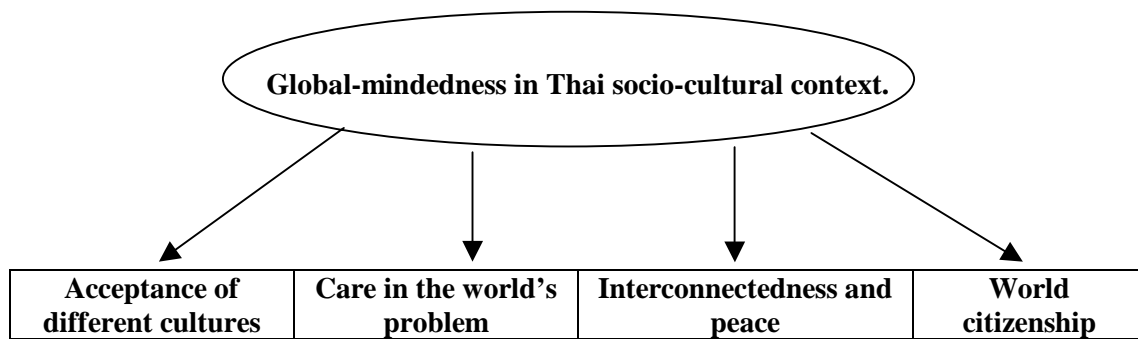 Global-mindedness in Thai socio-cultural context.
Acceptance of
different cultures
Care in the world's
problem
Interconnectedness and
peace
World
citizenship